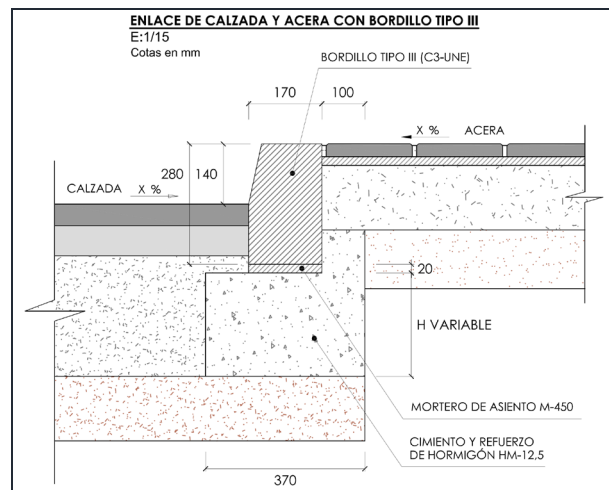 ENLACE DE CALZADA Y ACERA CON BORDILLO TIPO III
E:1/15
Cotas en mm
BORDILLO TIPO III (C3-UNE)
170
100
X %
ACERA
280
140
CALZADA
X %
20
H VARIABLE
MORTERO DE ASIENTO M-450
CIMIENTO Y REFUERZO
DE HORMIGÓN HM-12,5
370